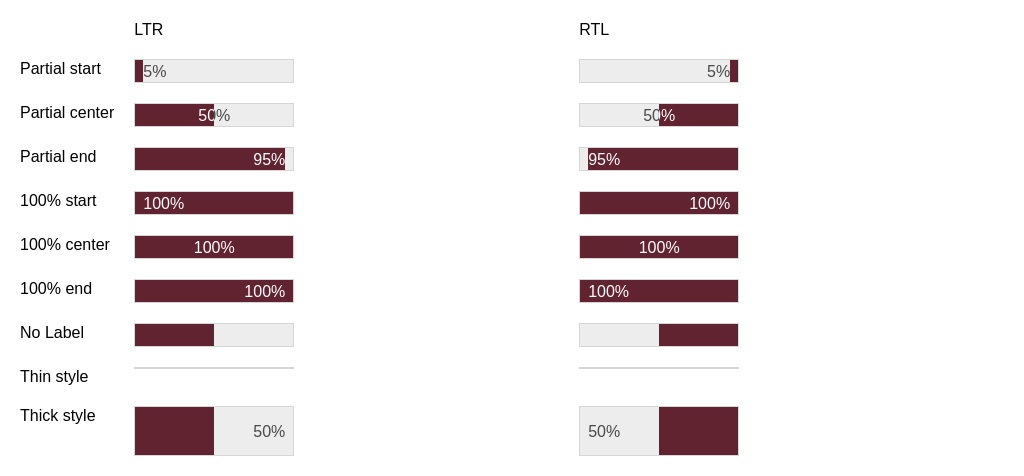 LTR RTL
Partial start 5% 5%
Partial center 50% 50%
Partial end 95% 95%
100% start 100% 100%
100% center 100% 100%
100% end 100% 100%
No Label
Thin style
Thick style 50% 50%